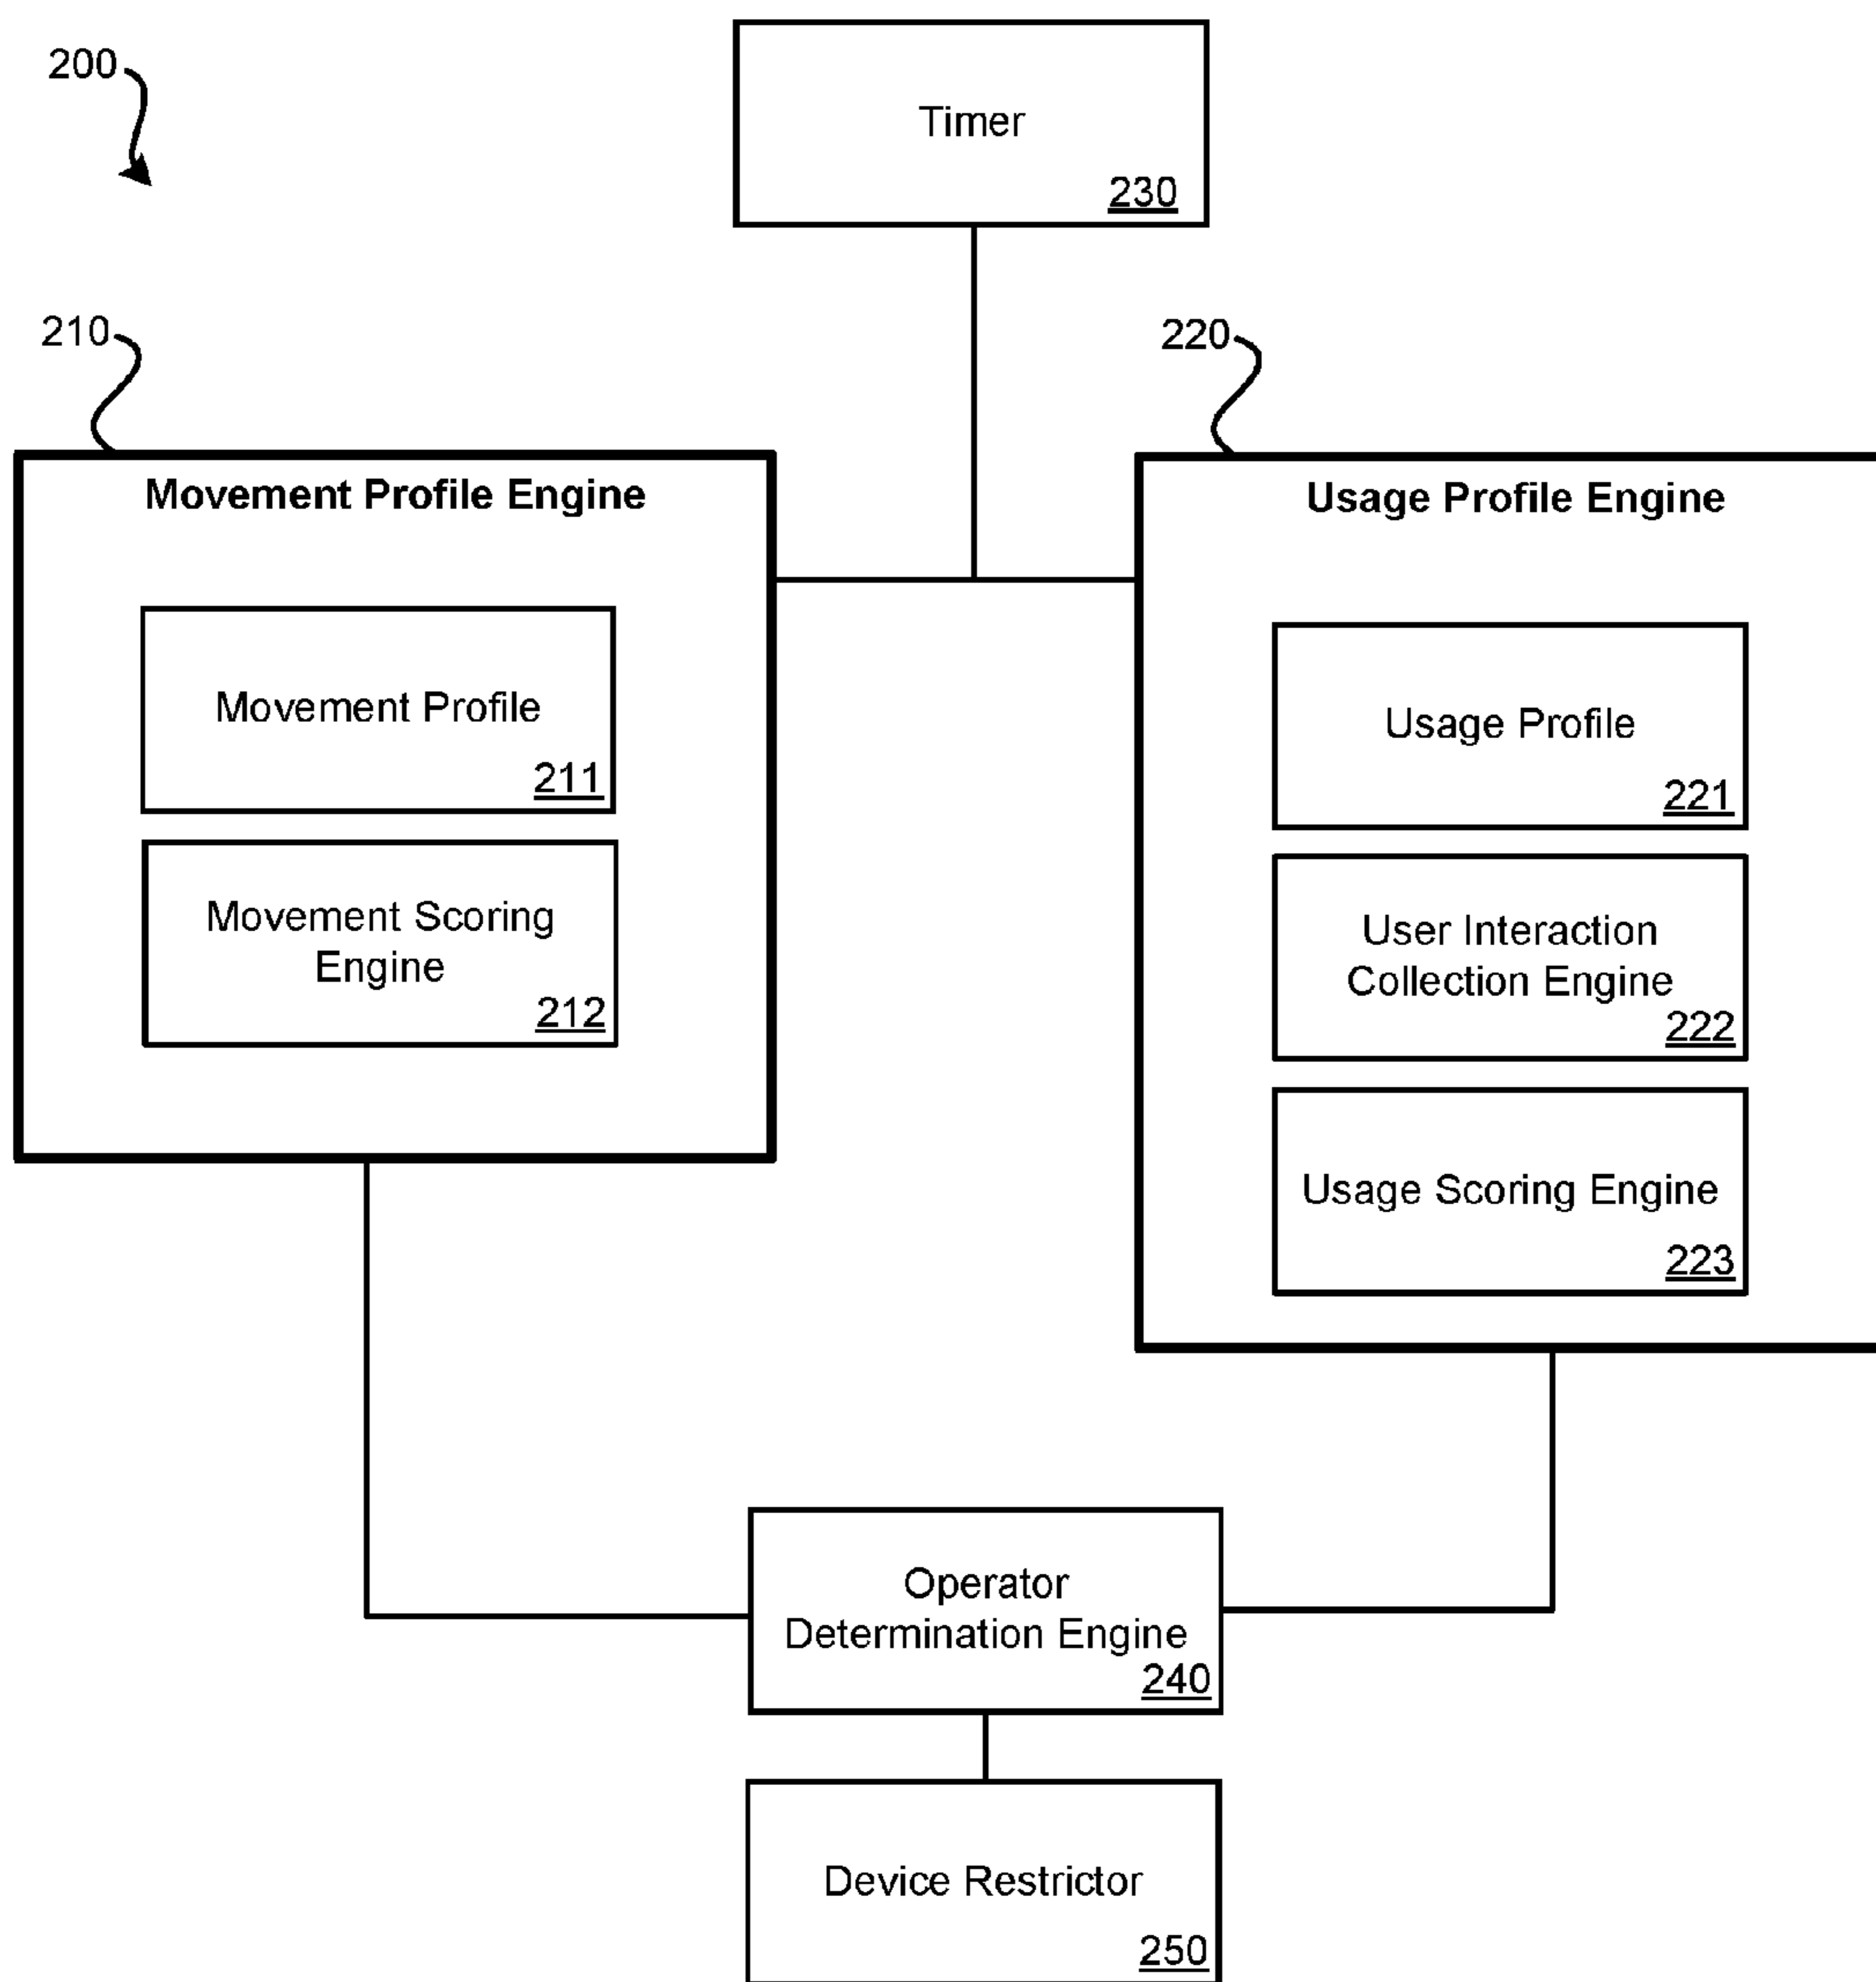 200
Timer
230
210
220
Movement Profile Engine
Usage Profile Engine
Movement Profile
211
Movement Scoring
Engine
212
Usage Profile
221
User Interaction
Collection Engine
222
Usage Scoring Engine
223
Operator
Determination Engine
240
Device Restrictor
250